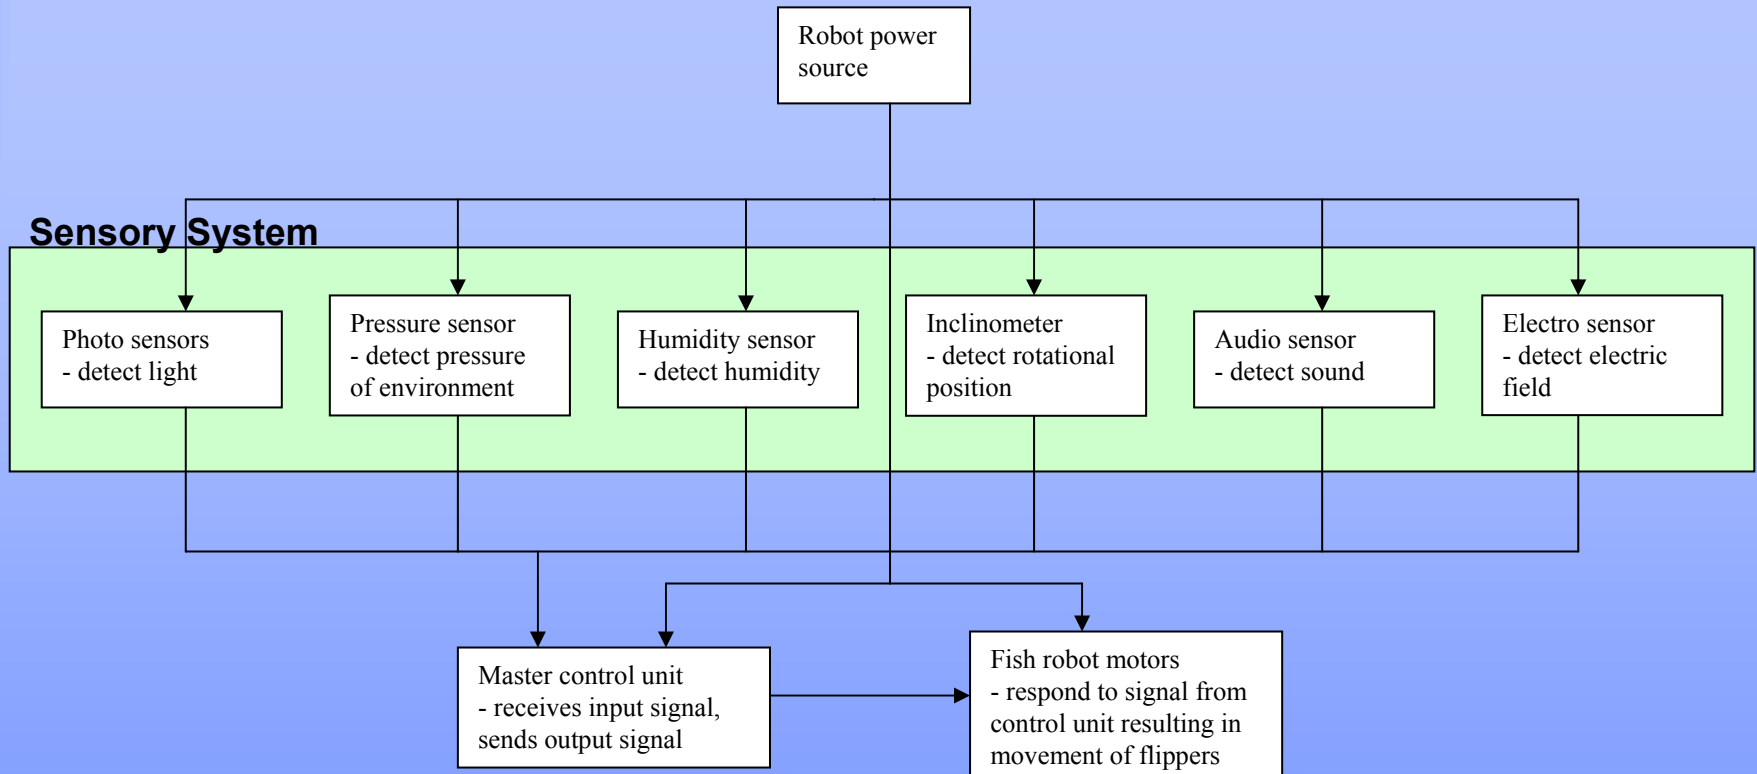 Robot power
source
Sensory System
Photo sensors
- detect light
Pressure sensor
- detect pressure
of environment
Humidity sensor
- detect humidity
Inclinometer
- detect rotational
position
Audio sensor
- detect sound
Electro sensor
- detect electric
field
Master control unit
- receives input signal,
sends output signal
Fish robot motors
- respond to signal from
control unit resulting in
movement of flippers